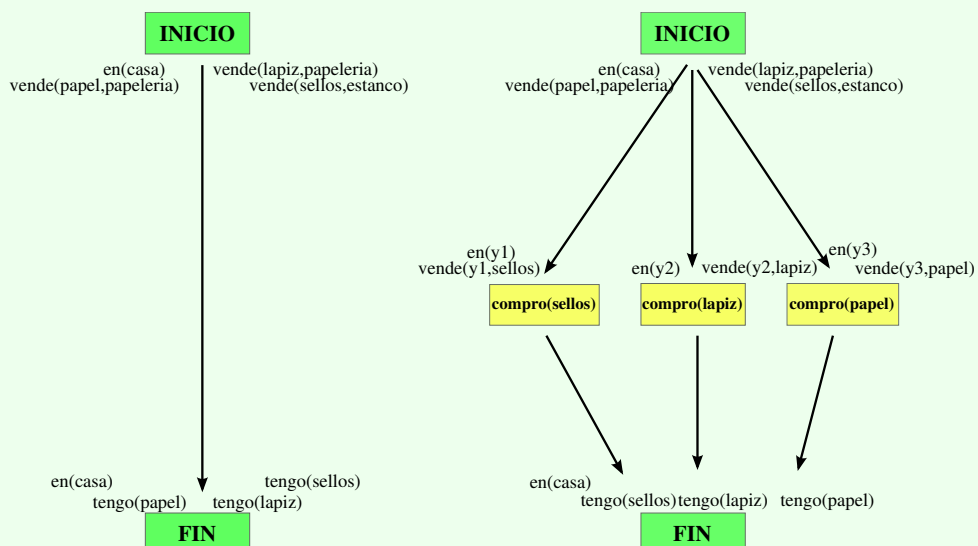 INICIO
en(casa) vende(lapiz,papeleria)
vende(papel,papeleria) vende(sellos,estanco)
en(casa) tengo(sellos)
tengo(papel) tengo(lapiz)
FIN
INICIO
en(casa) vende(lapiz,papeleria)
vende(papel,papeleria) vende(sellos,estanco)
en(y1) en(y3)
vende(y1,sellos) en(y2) vende(y2,lapiz) vende(y3,papel)
compro(sellos) compro(lapiz) compro(papel)
en(casa)
tengo(sellos) tengo(lapiz) tengo(papel)
FIN